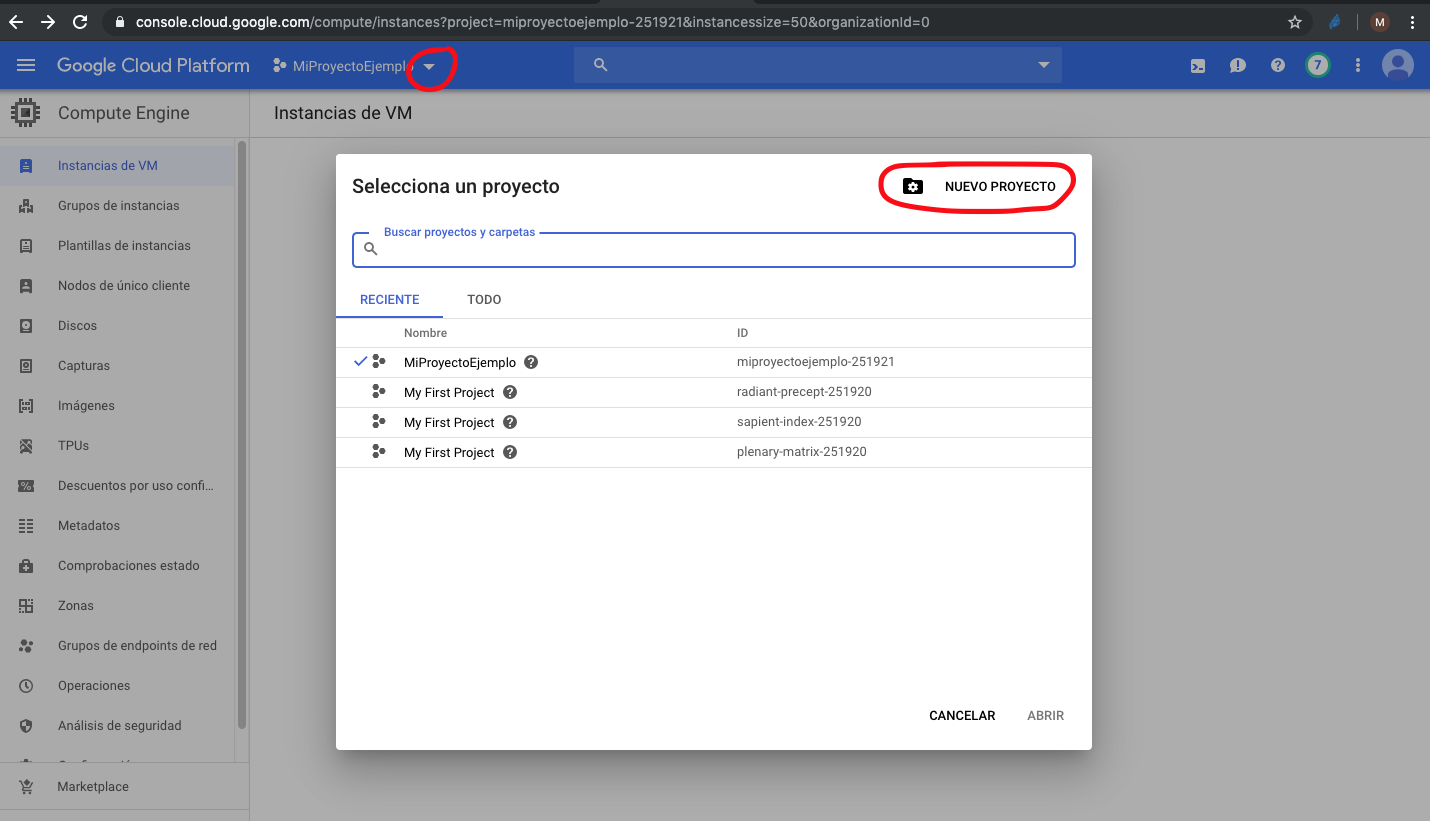 console.cloud.google.com/compute/instances?project=miproyectoejemplo-251921&instancessize=50&organizationId=0
M
Google Cloud Platform
MiProyectoEjemplo
7
Compute Engine
Instancias de VM
Instancias de VM
Grupos de instancias
Plantillas de instancias
Nodos de único cliente
Discos
Capturas
Imágenes
TPUs
Descuentos por uso confi...
Metadatos
Comprobaciones estado
Zonas
Grupos de endpoints de red
Operaciones
Análisis de seguridad
Marketplace
Selecciona un proyecto
NUEVO PROYECTO
Buscar proyectos y carpetas
RECIENTE TODO
Nombre ID
MiProyectoEjemplo miproyectoejemplo-251921
My First Project radiant-precept-251920
My First Project sapient-index-251920
My First Project plenary-matrix-251920
CANCELAR ABRIR